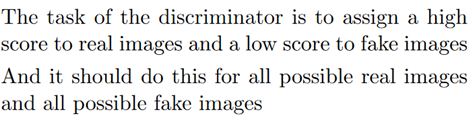 The task of the discriminator is to assign a high
score to real images and a low score to fake images
And it should do this for all possible real images
and all possible fake images